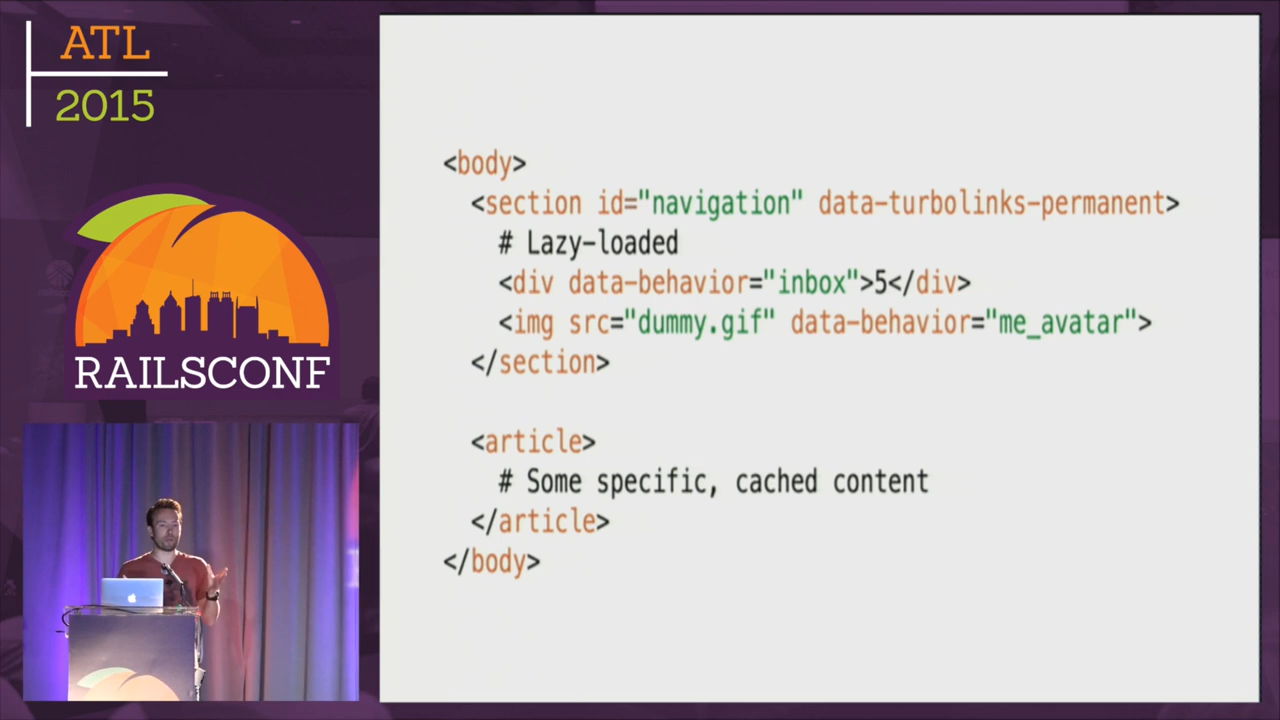 ATL
2015
RAILSCONF
<body>
<section id="navigation" data-turbolinks-permanent>
# Lazy-loaded
<div data-behavior="inbox">5</div>
<img src="dummy.gif" data-behavior="me_avatar">
</section>
<article>
# Some specific, cached content
</article>
</body>